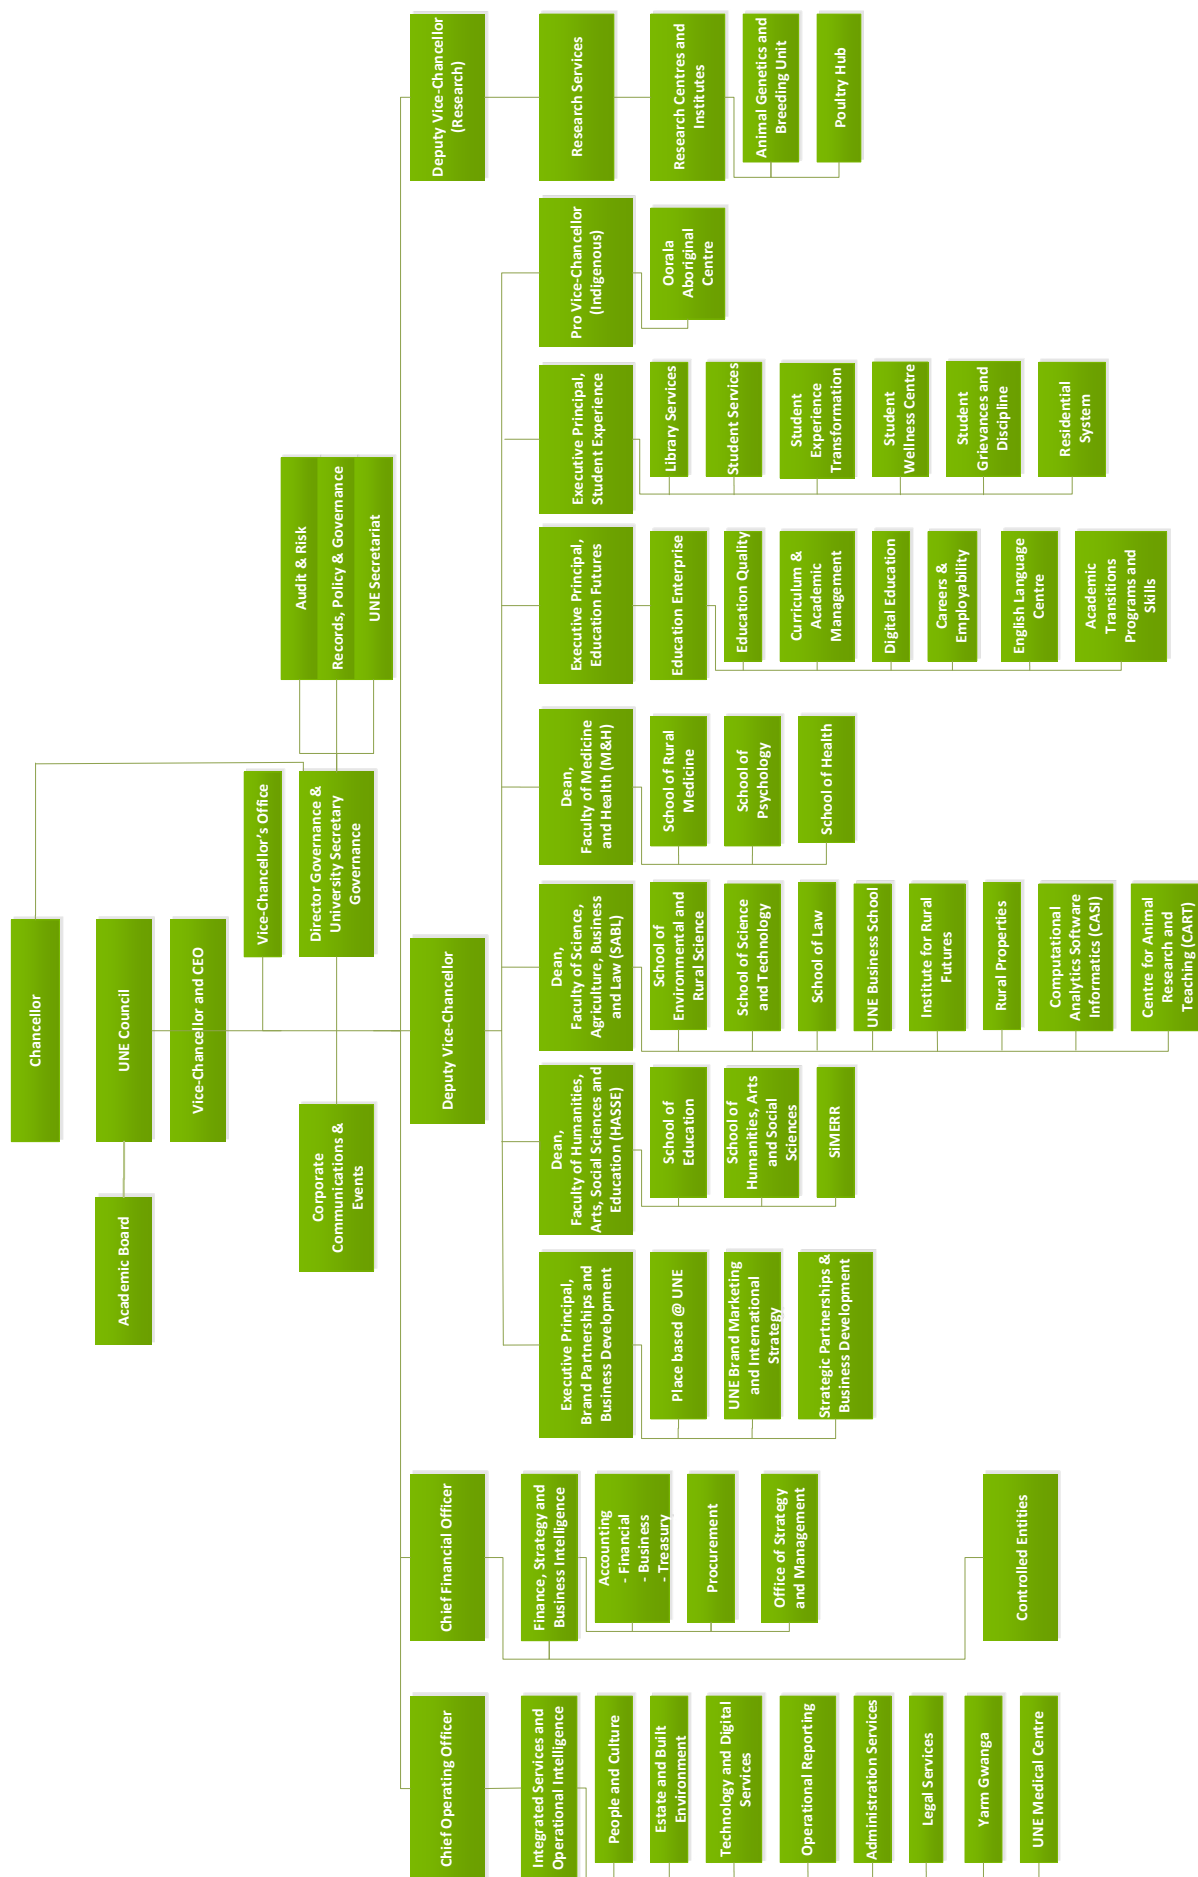 Chancellor
UNE Council
Academic Board
Vice-Chancellor and CEO
Vice-Chancellor's Office
Corporate
Communications &
Events
Director Governance &
University Secretary
Governance
Audit & Risk
Records, Policy & Governance
UNE Secretariat
Chief Operating Officer
Integrated Services and
Operational Intelligence
People and Culture
Estate and Built
Environment
Technology and Digital
Services
Operational Reporting
Administration Services
Legal Services
Yarm Gwanga
UNE Medical Centre
Chief Financial Officer
Finance, Strategy and
Business Intelligence
Accounting
- Financial
- Business
- Treasury
Procurement
Office of Strategy
and Management
Controlled Entities
Deputy Vice-Chancellor
Executive Principal,
Brand Partnerships and
Business Development
Place based @ UNE
UNE Brand Marketing
and International
Strategy
Strategic Partnerships &
Business Development
Dean,
Faculty of Humanities,
Arts, Social Sciences and
Education (HASSE)
School of
Education
School of
Humanities, Arts
and Social
Sciences
SiMERR
Dean,
Faculty of Science,
Agriculture, Business
and Law (SABL)
School of
Environmental and
Rural Science
School of Science
and Technology
School of Law
UNE Business School
Institute for Rural
Futures
Rural Properties
Computational
Analytics Software
Informatics (CASI)
Centre for Animal
Research and
Teaching (CART)
Dean,
Faculty of Medicine
and Health (M&H)
School of Rural
Medicine
School of
Psychology
School of Health
Executive Principal,
Education Futures
Education Enterprise
Education Quality
Curriculum &
Academic
Management
Digital Education
Careers &
Employability
English Language
Centre
Academic
Transitions
Programs and
Skills
Executive Principal,
Student Experience
Library Services
Student Services
Student
Experience
Transformation
Student
Wellness Centre
Student
Grievances and
Discipline
Residential
System
Pro Vice-Chancellor
(Indigenous)
Oorala
Aboriginal
Centre
Deputy Vice-Chancellor
(Research)
Research Services
Research Centres and
Institutes
Animal Genetics and
Breeding Unit
Poultry Hub